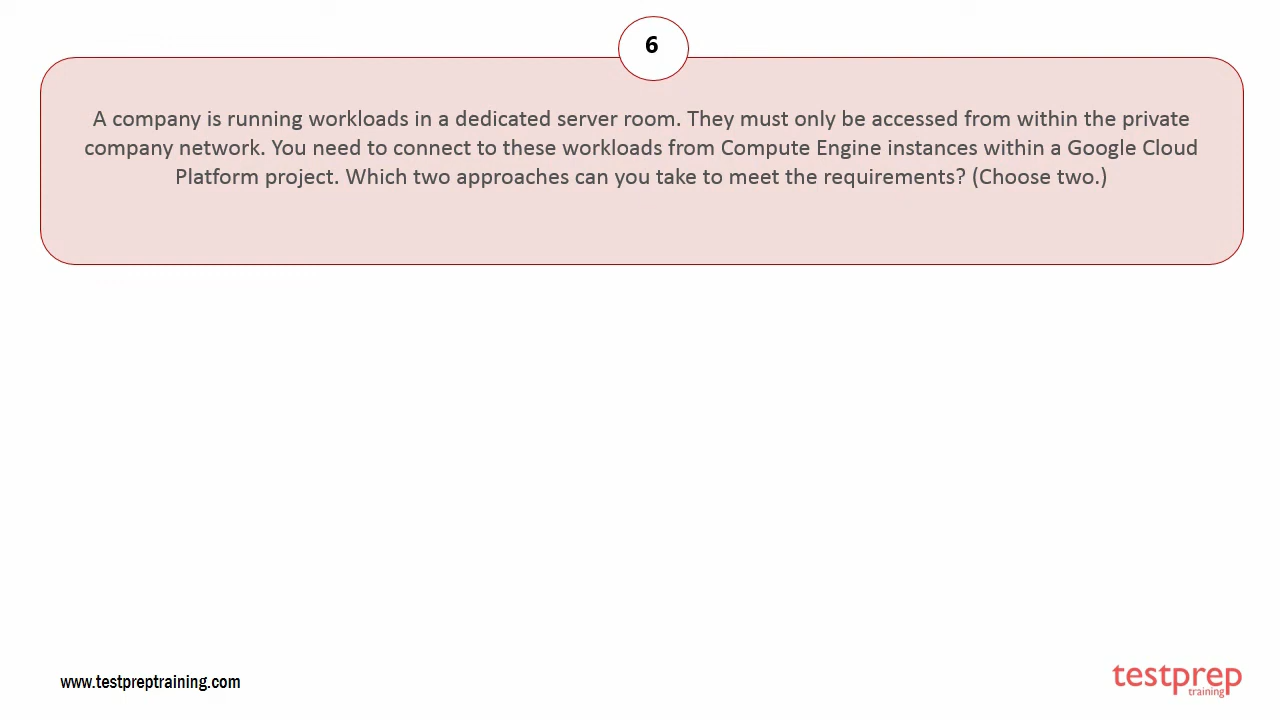 6
A company is running workloads in a dedicated server room. They must only be accessed from within the private
company network. You need to connect to these workloads from Compute Engine instances within a Google Cloud
Platform project. Which two approaches can you take to meet the requirements? (Choose two.)
www.testpreptraining.com
testprep
training